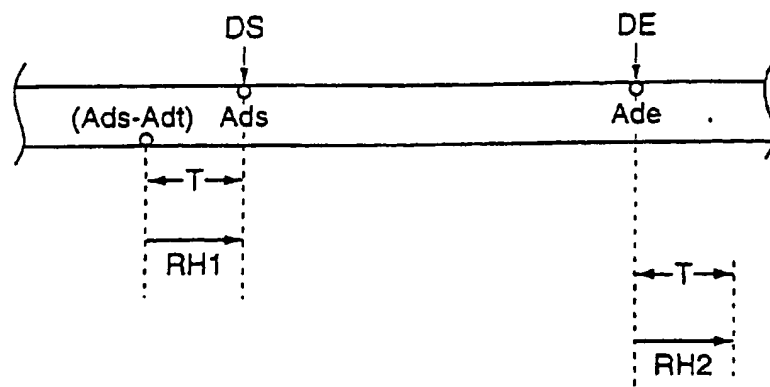 DS DE
(Ads-Adt) Ads Ade
T
RH1
T
RH2